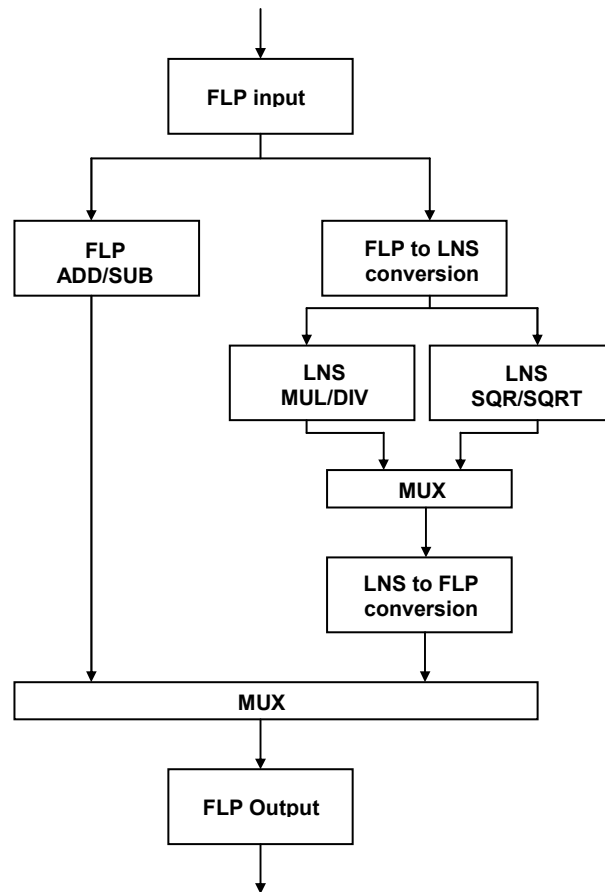 FLP input
FLP
ADD/SUB
FLP to LNS
conversion
LNS
MUL/DIV
LNS
SQR/SQRT
MUX
LNS to FLP
conversion
MUX
FLP Output